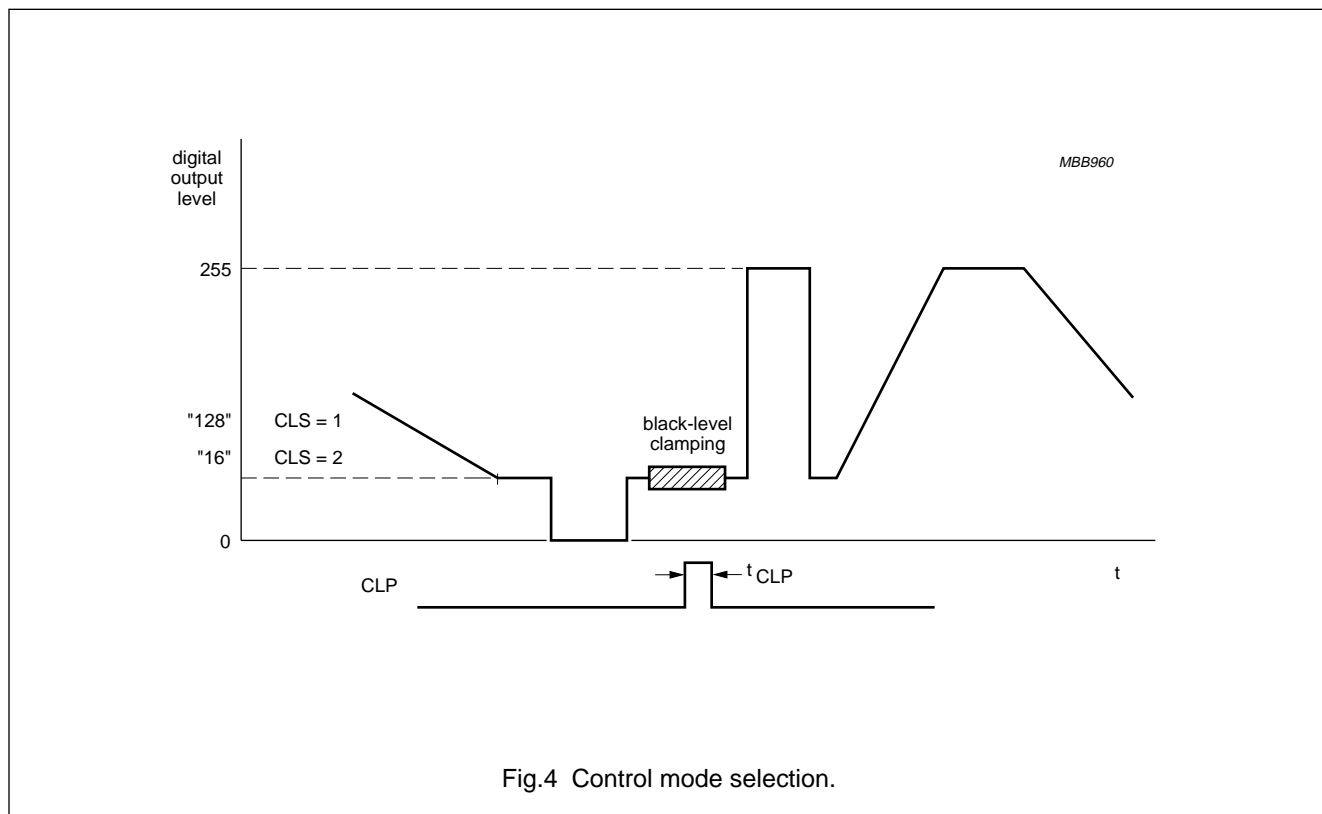 digital
output
level
MBB960
255
"128" CLS = 1
"16" CLS = 2
black-level
clamping
0
CLP
t CLP
t
Fig.4 Control mode selection.